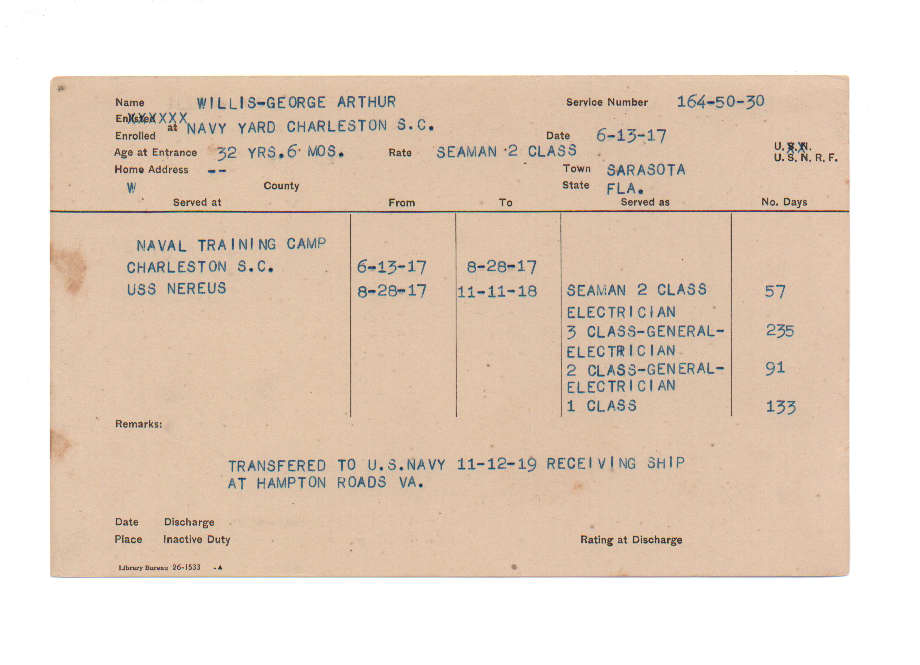 Name WILLIS-GEORGE ARTHUR Service Number 164-50-30
Enlisted XXXXXX
Enrolled at NAVY YARD CHARLESTON S.C. Date 6-13-17
Age at Entrance 32 YRS.6 MOS. Rate SEAMAN 2 CLASS U.S.N.
U.S.N.R.F.
Home Address -- Town SARASOTA
W County State FLA.
Served at From To Served as No. Days
NAVAL TRAINING CAMP
CHARLESTON S.C. 6-13-17 8-28-17
USS NEREUS 8-28-17 11-11-18 SEAMAN 2 CLASS 57
ELECTRICIAN
3 CLASS-GENERAL- 235
ELECTRICIAN
2 CLASS-GENERAL- 91
ELECTRICIAN
1 CLASS 133
Remarks:
TRANSFERED TO U.S.NAVY 11-12-19 RECEIVING SHIP
AT HAMPTON ROADS VA.
Date Discharge
Place Inactive Duty Rating at Discharge
Library Bureau 26-1533 -A